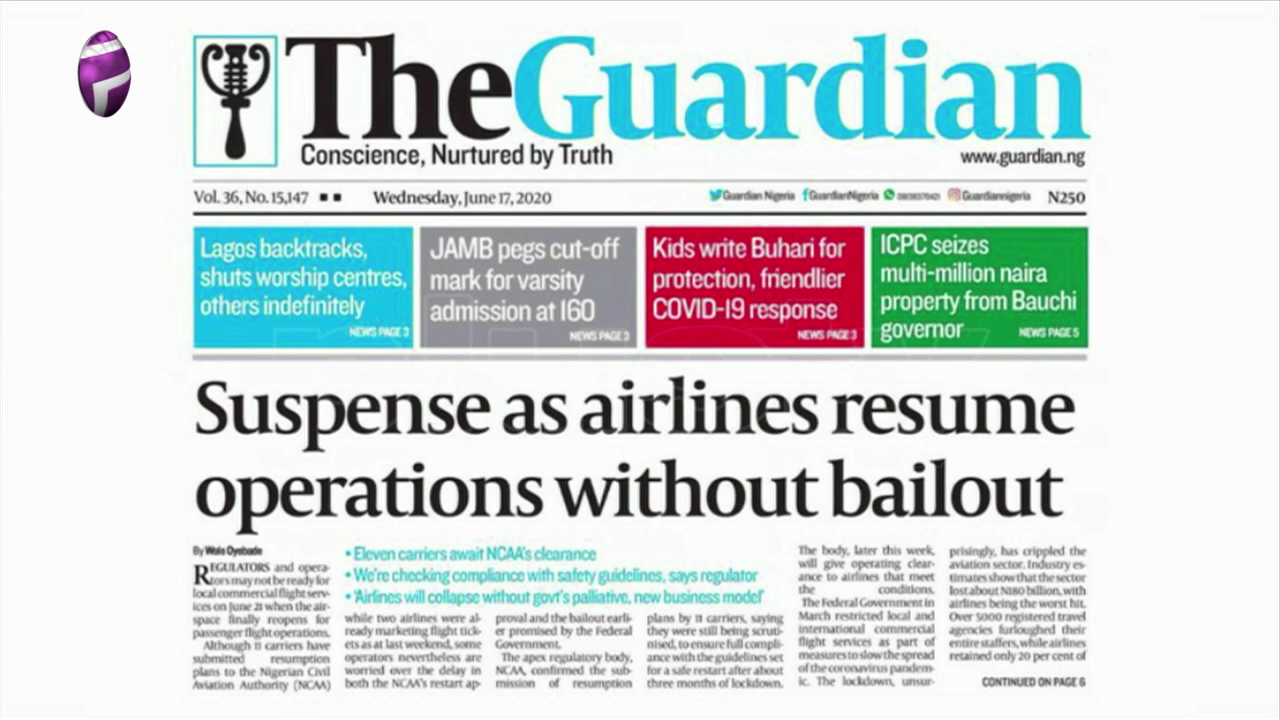 The Guardian
Conscience, Nurtured by Truth
www.guardian.ng
Vol. 36, No. 15,147
Wednesday, June 17, 2020
Guardian Nigeria
GuardianNigeria
Guardiannigeria
N250
Lagos backtracks,
shuts worship centres,
others indefinitely
NEWS PAGE 3
JAMB pegs cut-off
mark for varsity
admission at 160
NEWS PAGE 3
Kids write Buhari for
protection, friendlier
COVID-19 response
NEWS PAGE 3
ICPC seizes
multi-million naira
property from Bauchi
governor
NEWS PAGE 5
Suspense as airlines resume
operations without bailout
By Wole Oyebade
REGULATORS and opera-
tors may not be ready for
local commercial flight serv-
ices on June 21 when the air-
space finally reopens for
passenger flight operations.
Although 11 carriers have
submitted resumption
plans to the Nigerian Civil
Aviation Authority (NCAA)
• Eleven carriers await NCAA's clearance
• We're checking compliance with safety guidelines, says regulator
• 'Airlines will collapse without govt's palliative, new business model'
while two airlines were al-
ready marketing flight tick-
ets as at last weekend, some
operators nevertheless are
worried over the delay in
both the NCAA's restart ap-
proval and the bailout earli-
er promised by the Federal
Government.
The apex regulatory body,
NCAA, confirmed the sub-
mission of resumption
plans by 11 carriers, saying
they were still being scruti-
nised, to ensure full compli-
ance with the guidelines set
for a safe restart after about
three months of lockdown.
The body, later this week,
will give operating clear-
ance to airlines that meet
the conditions.
The Federal Government in
March restricted local and
international commercial
flight services as part of
measures to slow the spread
of the coronavirus pandem-
ic. The lockdown, unsur-
prisingly, has crippled the
aviation sector. Industry es-
timates show that the sector
lost about N180 billion, with
airlines being the worst hit.
Over 5000 registered travel
agencies furloughed their
entire staffers, while airlines
retained only 20 per cent of
CONTINUED ON PAGE 6